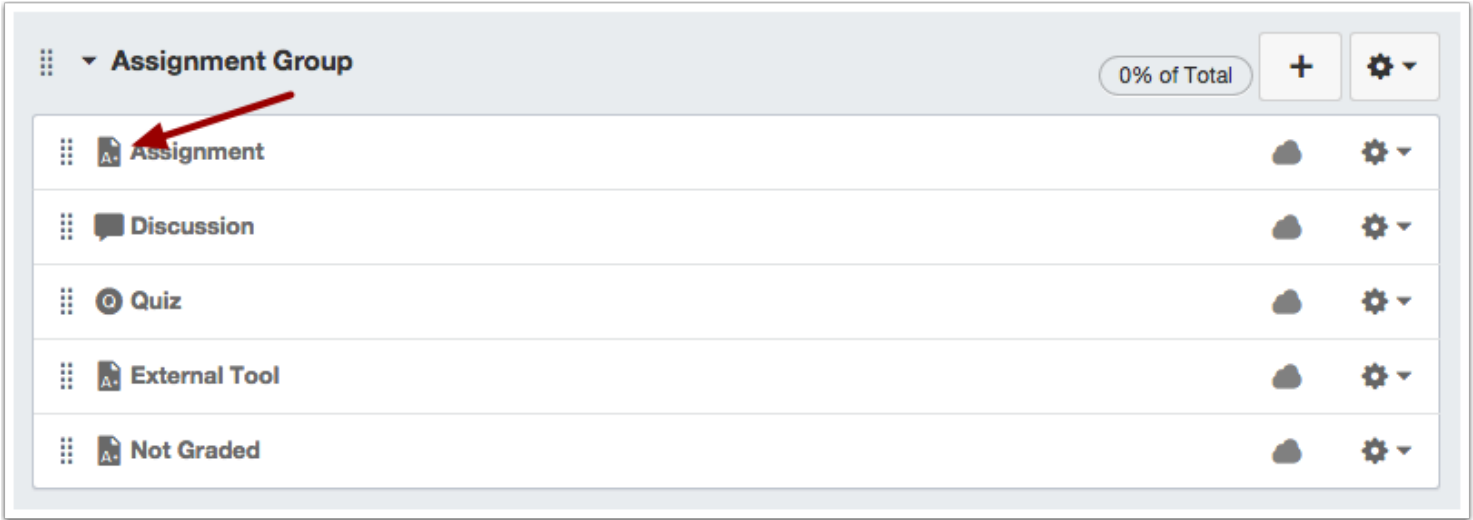 Assignment Group
0% of Total
Assignment
Discussion
Q Quiz
A+ External Tool
A+ Not Graded